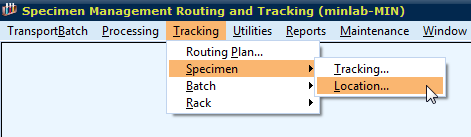 Specimen Management Routing and Tracking (minlab-MIN)
TransportBatch Processing Tracking Utilities Reports Maintenance Window
Routing Plan...
Specimen
Batch
Rack
Tracking...
Location...